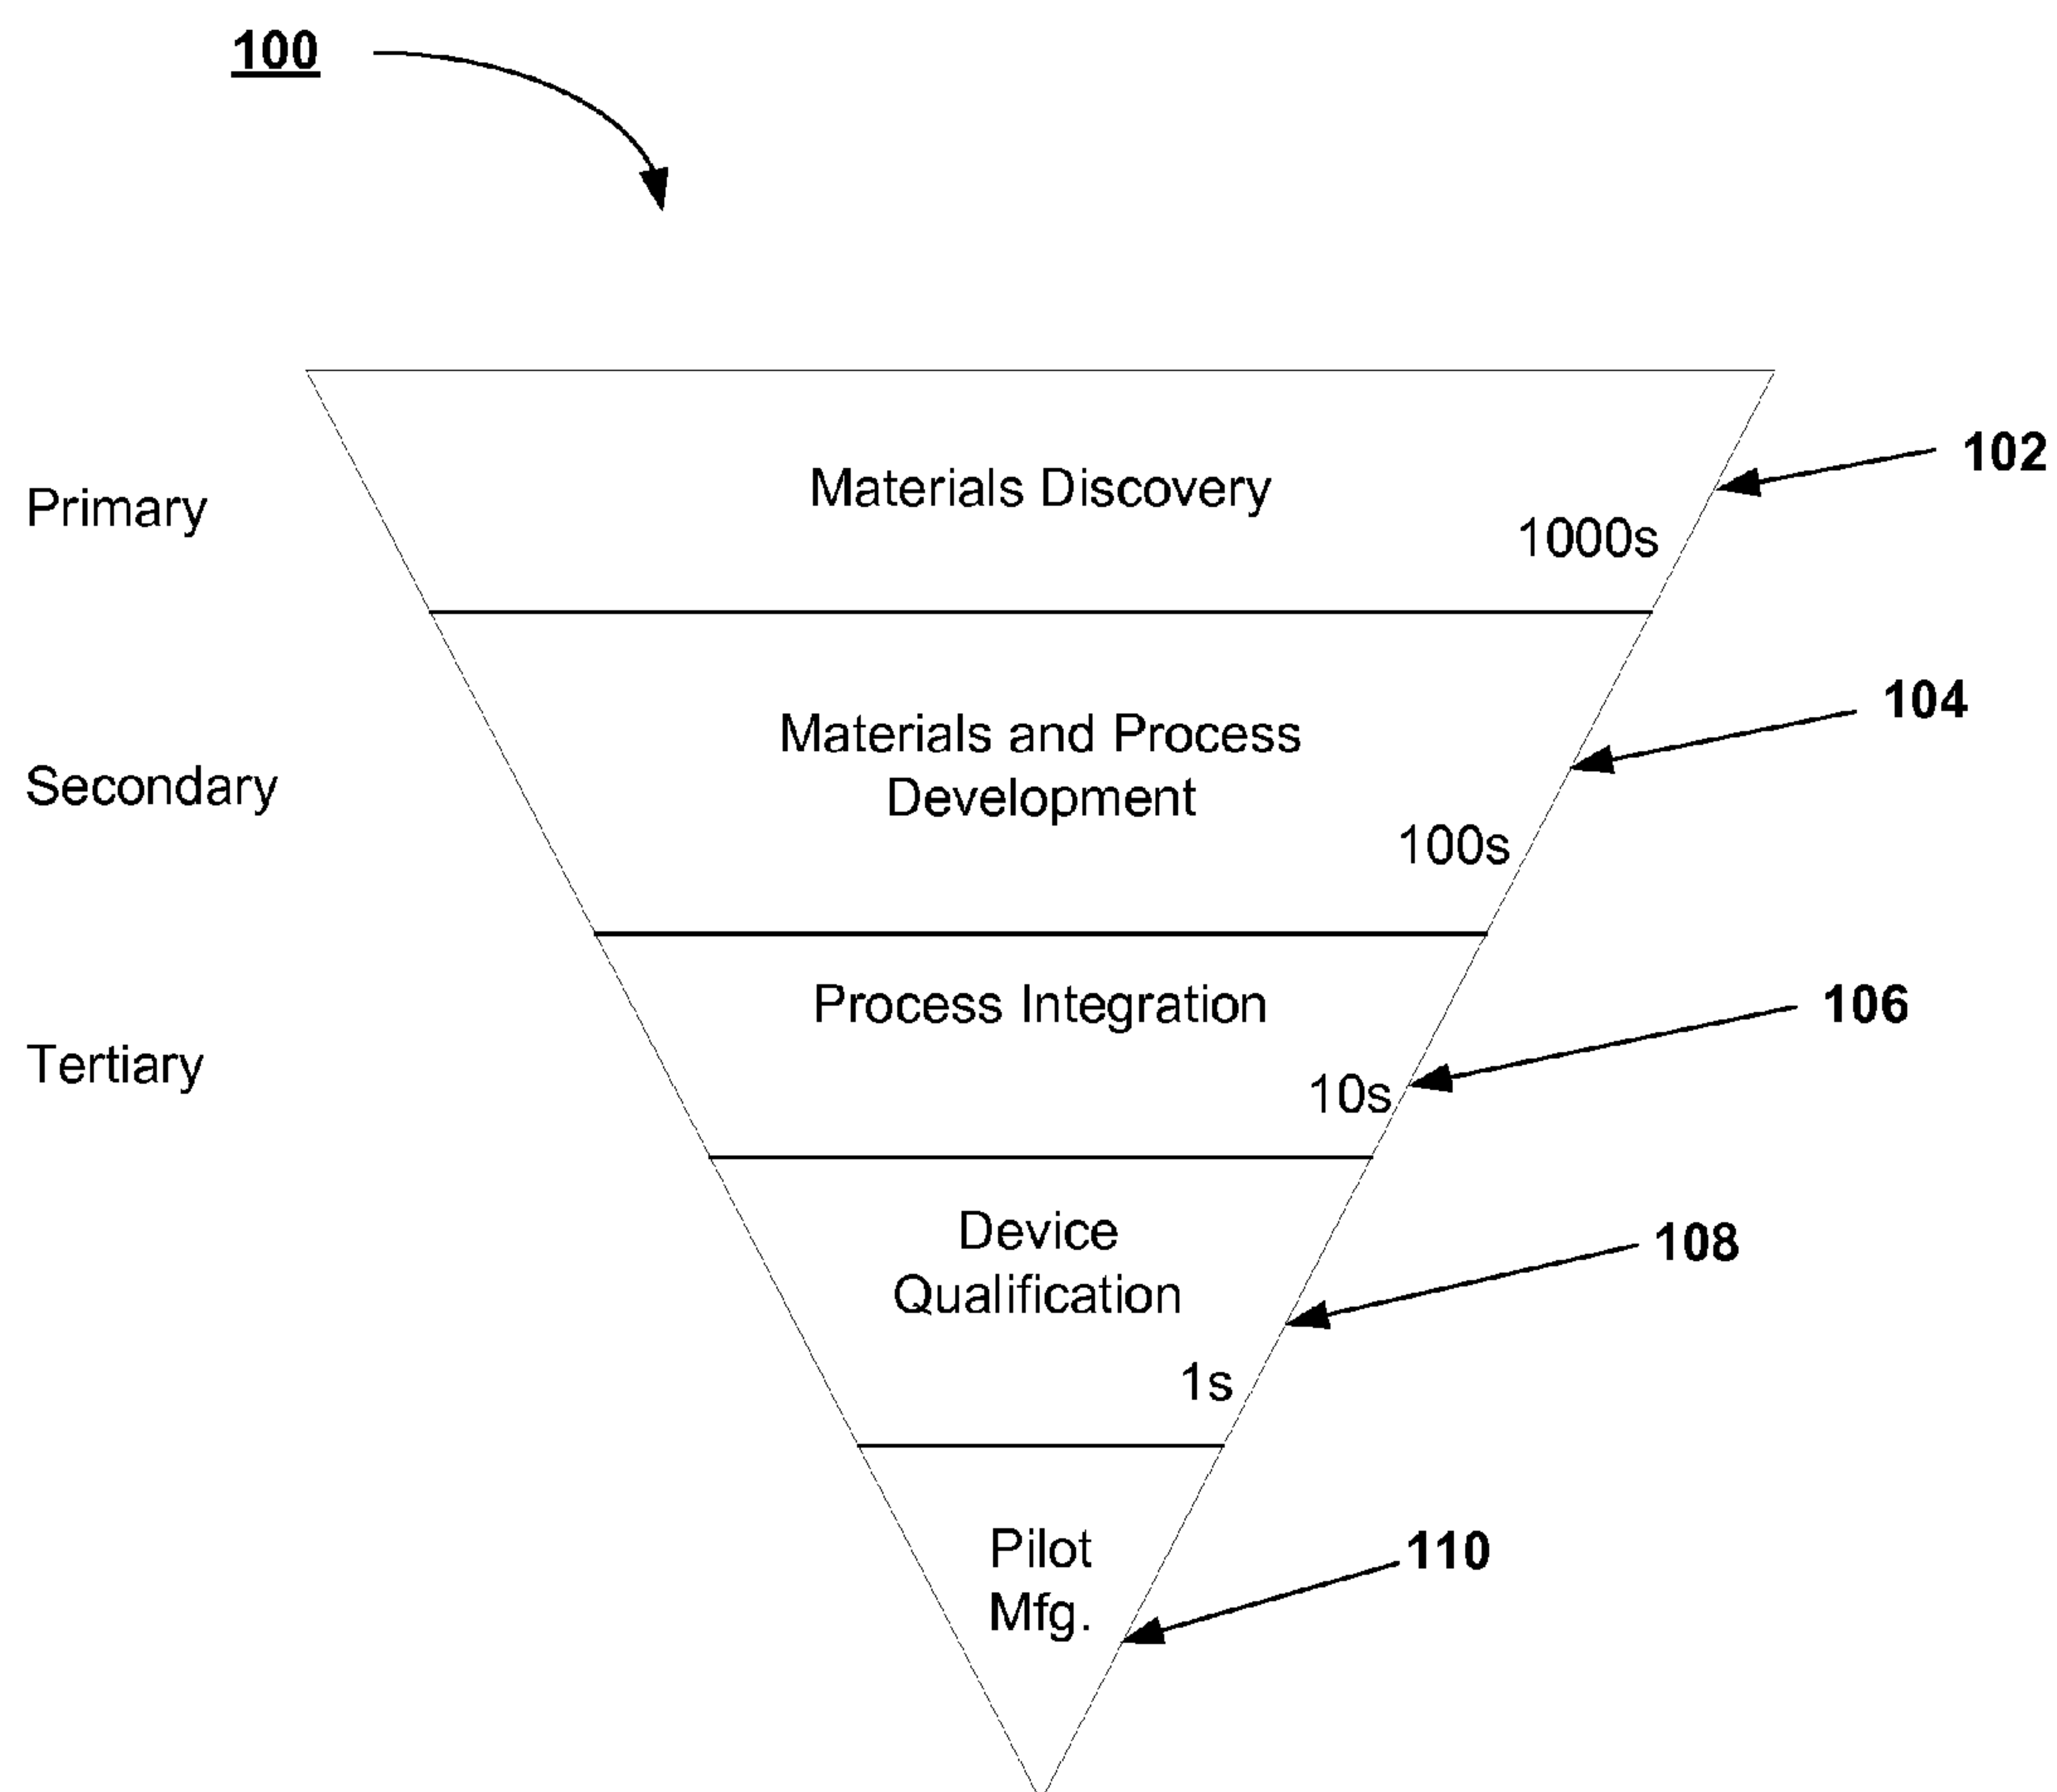 100
102
Primary
Materials Discovery
1000s
104
Secondary
Materials and Process
Development
100s
106
Tertiary
Process Integration
10s
108
Device
Qualification
1s
110
Pilot
Mfg.